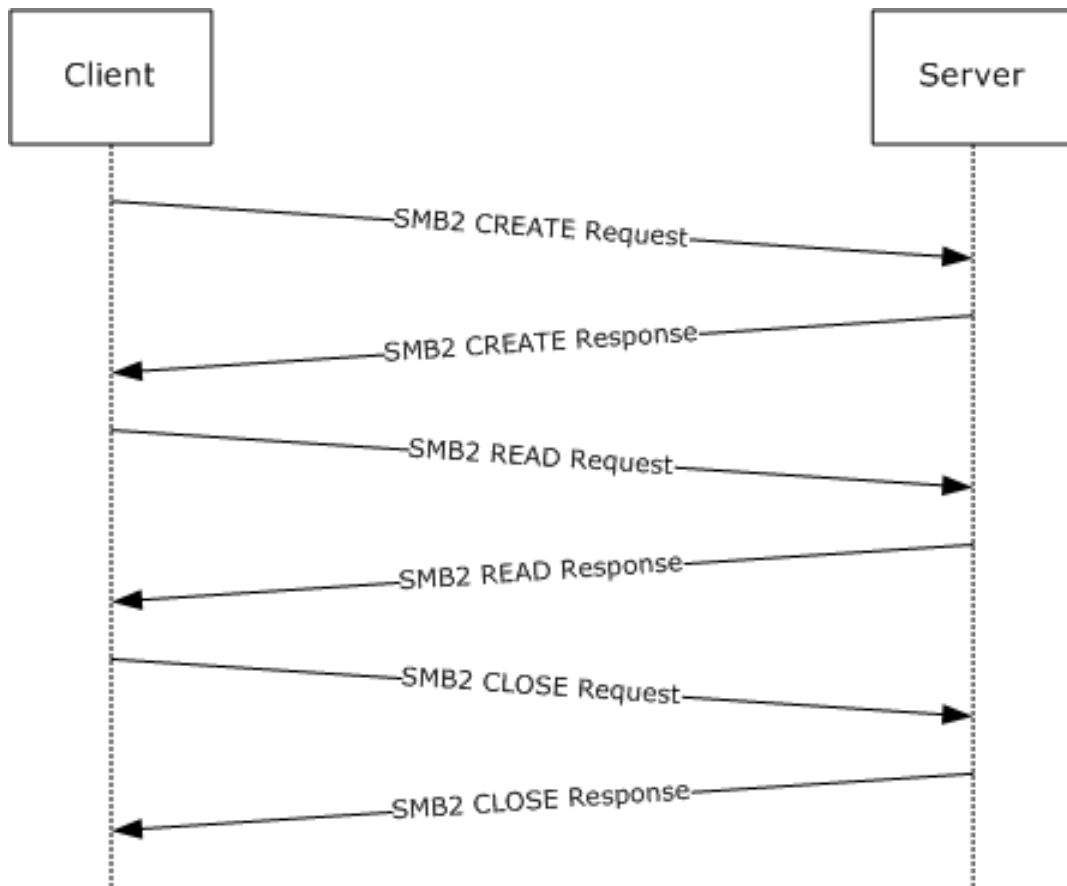 Client
Server
SMB2 CREATE Request
SMB2 CREATE Response
SMB2 READ Request
SMB2 READ Response
SMB2 CLOSE Request
SMB2 CLOSE Response